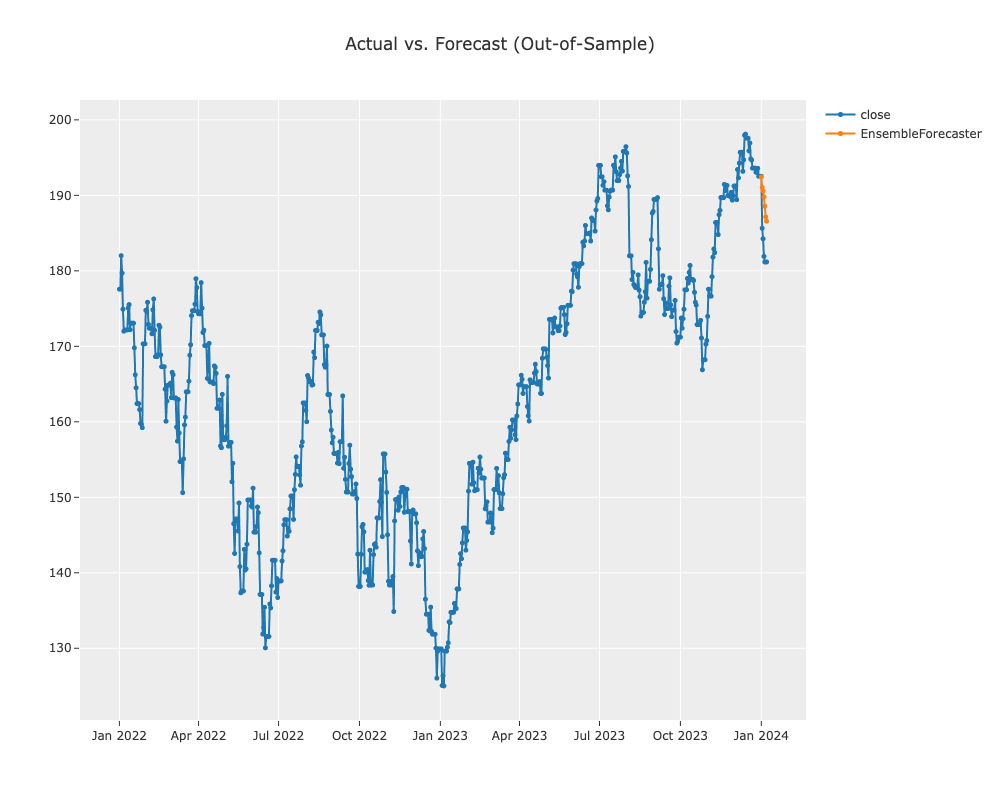 Actual vs. Forecast (Out-of-Sample)
close
EnsembleForecaster
200
190
180
170
160
150
140
130
Jan 2022 Apr 2022 Jul 2022 Oct 2022 Jan 2023 Apr 2023 Jul 2023 Oct 2023 Jan 2024